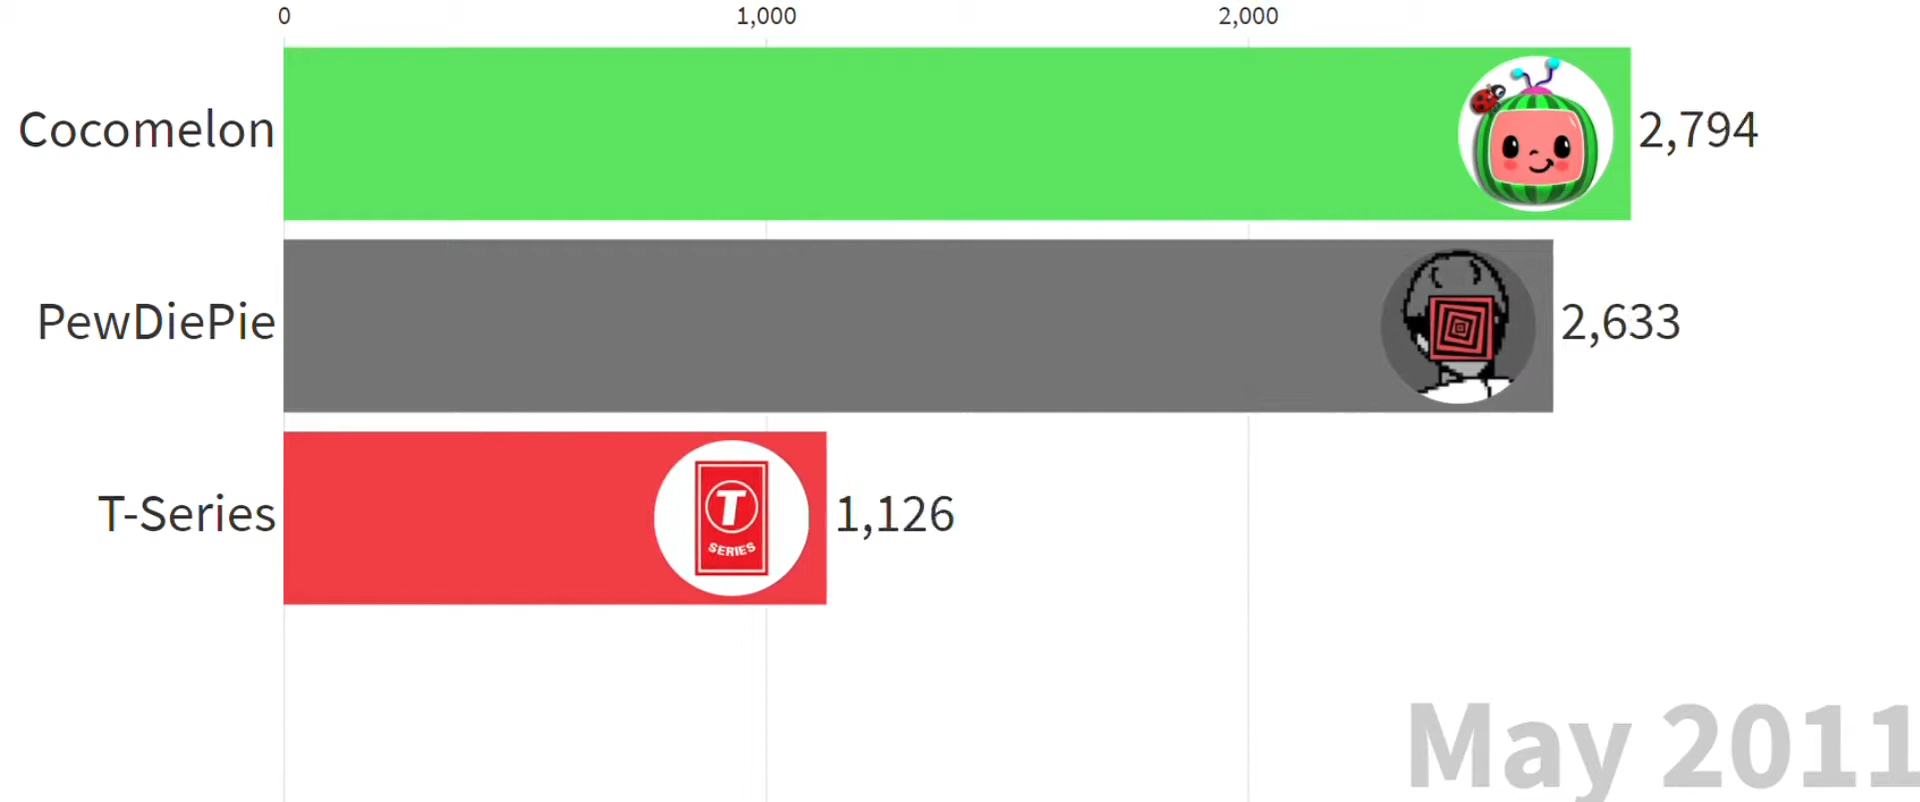 0 1,000 2,000
Cocomelon 2,794
PewDiePie 2,633
T-Series 1,126
T
SERIES
May 2011